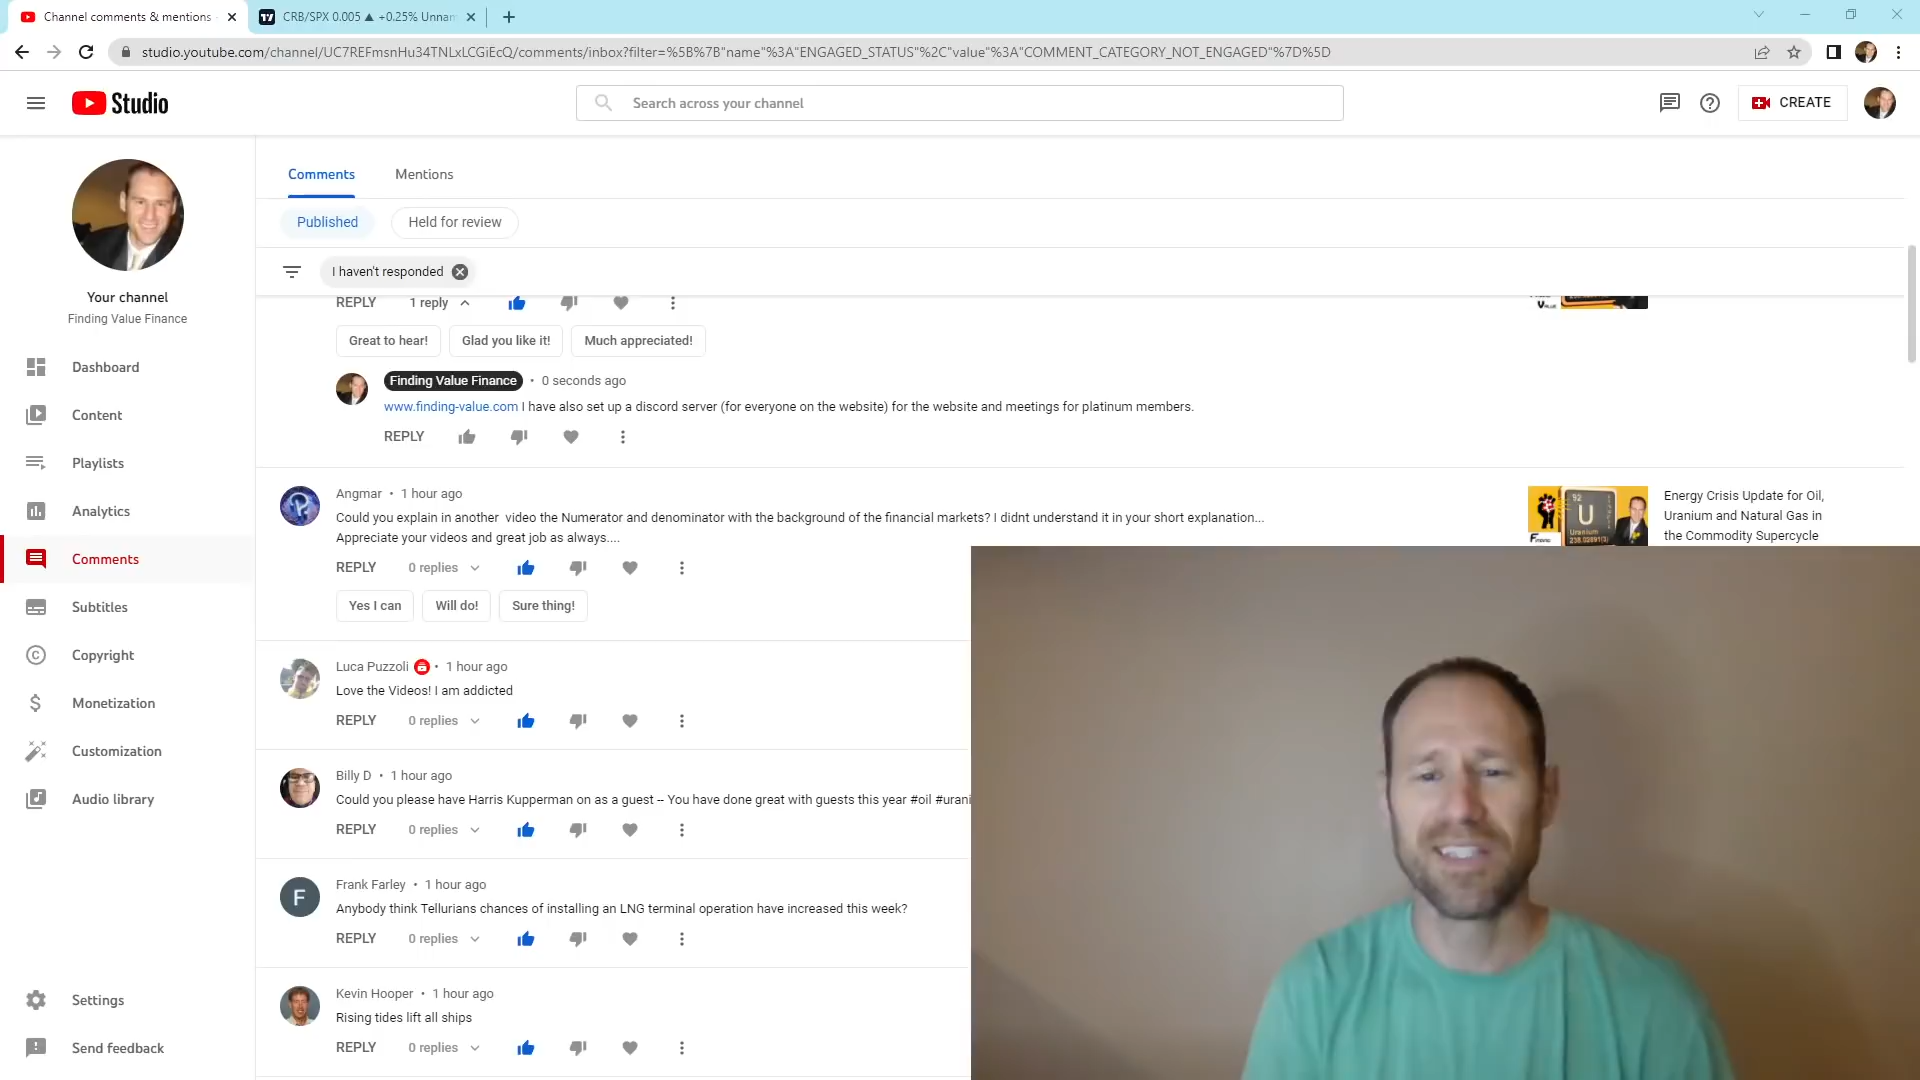 Channel comments & mentions
CRB/SPX 0.005 ▲ +0.25% Unnam
studio.youtube.com/channel/UC7REFmsnHu34TNLxLCGiEcQ/comments/inbox?filter=%5B%7B"name"%3A"ENGAGED_STATUS"%2C"value"%3A"COMMENT_CATEGORY_NOT_ENGAGED"%7D%5D
Studio
Search across your channel
CREATE
Your channel
Finding Value Finance
Dashboard
Content
Playlists
Analytics
Comments
Subtitles
Copyright
Monetization
Customization
Audio library
Settings
Send feedback
Comments
Mentions
Published
Held for review
I haven't responded
REPLY 1 reply
Great to hear! Glad you like it! Much appreciated!
Finding Value Finance • 0 seconds ago
www.finding-value.com I have also set up a discord server (for everyone on the website) for the website and meetings for platinum members.
REPLY
Angmar • 1 hour ago
Could you explain in another video the Numerator and denominator with the background of the financial markets? I didnt understand it in your short explanation...
Appreciate your videos and great job as always....
REPLY 0 replies
Yes I can Will do! Sure thing!
92
U
Uranium
Energy Crisis Update for Oil,
Uranium and Natural Gas in
the Commodity Supercycle
Luca Puzzoli • 1 hour ago
Love the Videos! I am addicted
REPLY 0 replies
Billy D • 1 hour ago
Could you please have Harris Kupperman on as a guest -- You have done great with guests this year #oil #urani
REPLY 0 replies
F
Frank Farley • 1 hour ago
Anybody think Tellurians chances of installing an LNG terminal operation have increased this week?
REPLY 0 replies
Kevin Hooper • 1 hour ago
Rising tides lift all ships
REPLY 0 replies